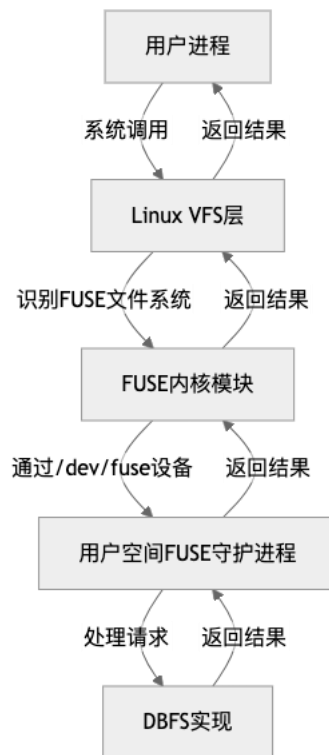 用户进程
系统调用
返回结果
Linux VFS层
识别FUSE文件系统
返回结果
FUSE内核模块
通过/dev/fuse设备
返回结果
用户空间FUSE守护进程
处理请求
返回结果
DBFS实现